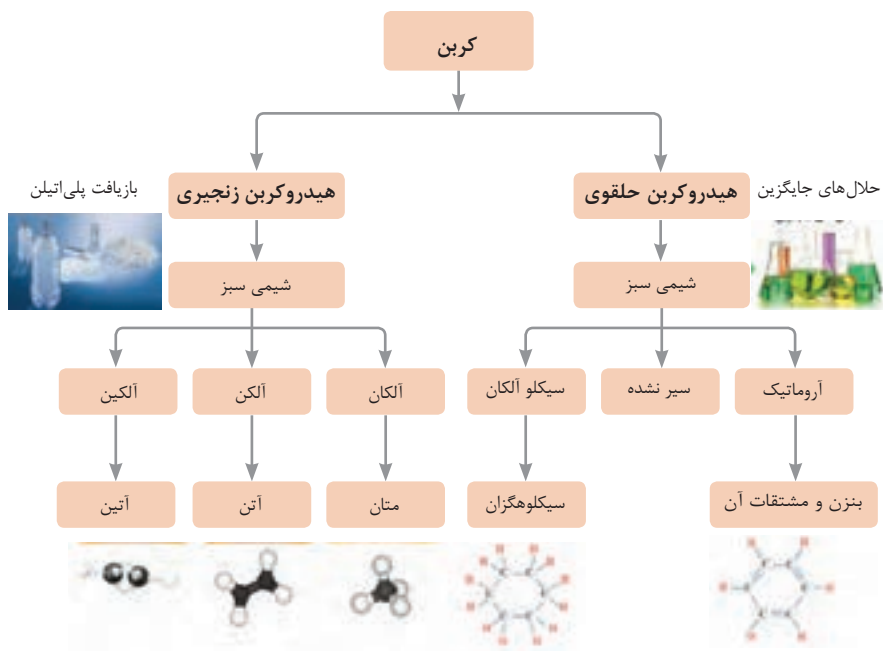 کربن
هیدروکربن حلقوی
هیدروکربن زنجیری
حلال‌های جایگزین
بازیافت پلی‌اتیلن
شیمی سبز
شیمی سبز
آروماتیک
سیر نشده
سیکلو آلکان
آلکان
آلکن
آلکین
بنزن و مشتقات آن
سیکلوهگزان
متان
آتن
آتین